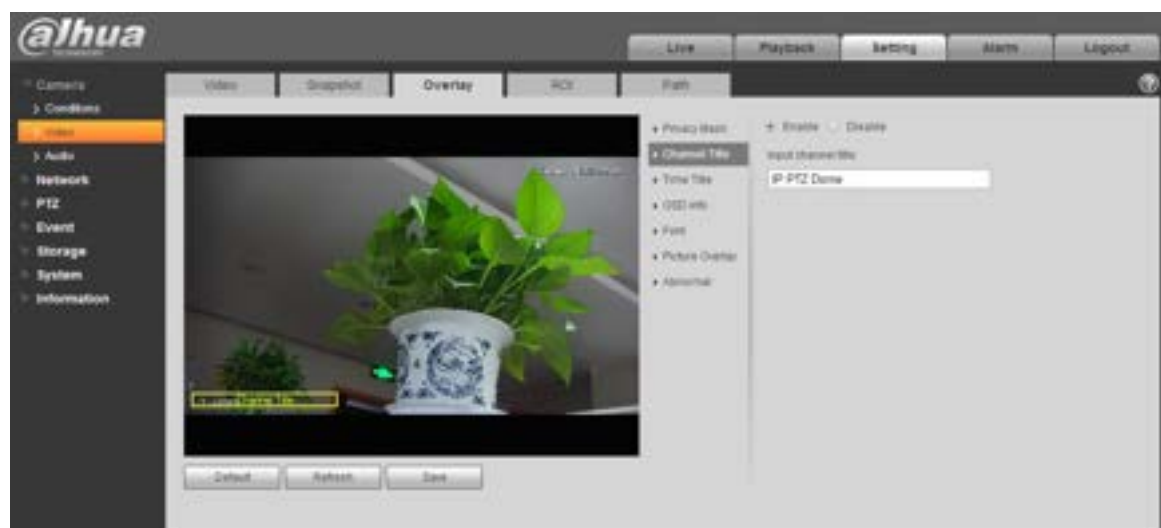 alhua
TECHNOLOGY
Live Playback Setting Alarm Logout
Camera
Conditions
Video
Audio
Network
PTZ
Event
Storage
System
Information
Video Snapshot Overlay ROI Path
Privacy Mask
Channel Title
Time Title
OSD Info
Font
Picture Overlay
Abnormal
Enable Disable
Input channel title
IP PTZ Dome
Default Refresh Save